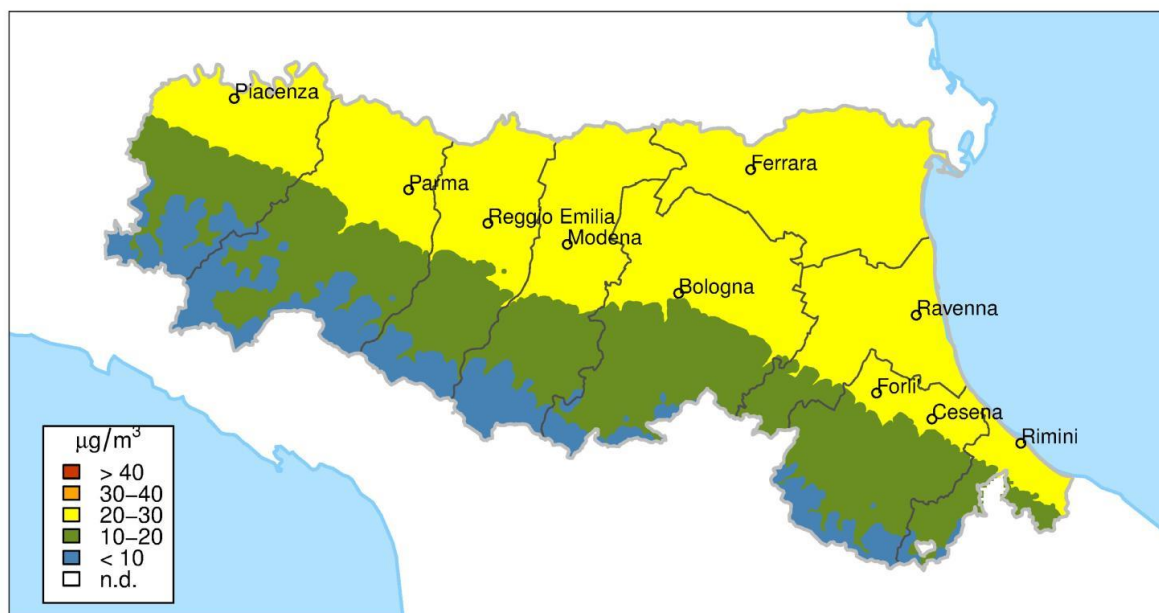 Piacenza
Ferrara
Parma
Reggio Emilia
Modena
Bologna
Ravenna
Forlì
Cesena
Rimini
μg/m³
> 40
30–40
20–30
10–20
< 10
n.d.